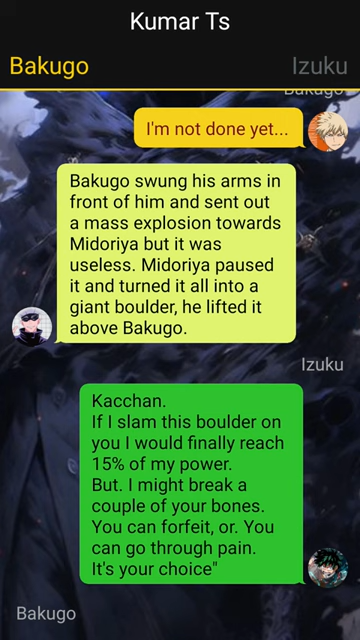 Kumar Ts
Bakugo
Izuku
Bakugo
I'm not done yet...
Bakugo swung his arms in
front of him and sent out
a mass explosion towards
Midoriya but it was
useless. Midoriya paused
it and turned it all into a
giant boulder, he lifted it
above Bakugo.
Izuku
Kacchan.
If I slam this boulder on
you I would finally reach
15% of my power.
But. I might break a
couple of your bones.
You can forfeit, or. You
can go through pain.
It's your choice"
Bakugo